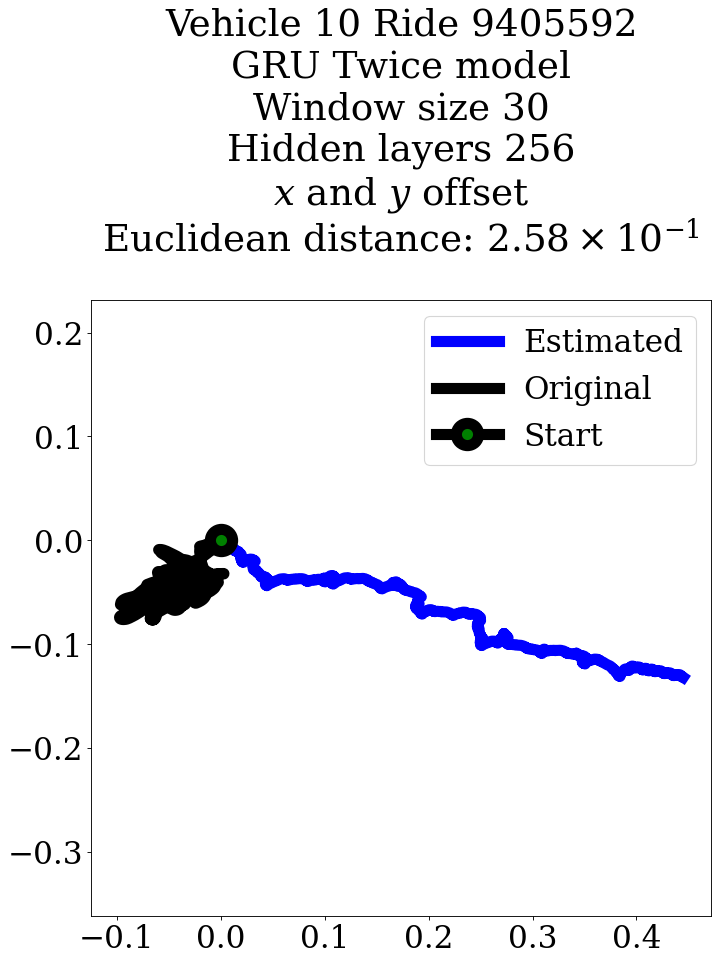 Vehicle 10 Ride 9405592
GRU Twice model
Window size 30
Hidden layers 256
x and y offset
Euclidean distance: 2.58 × 10⁻¹
Estimated
Original
Start
0.2
0.1
0.0
−0.1
−0.2
−0.3
−0.1 0.0 0.1 0.2 0.3 0.4